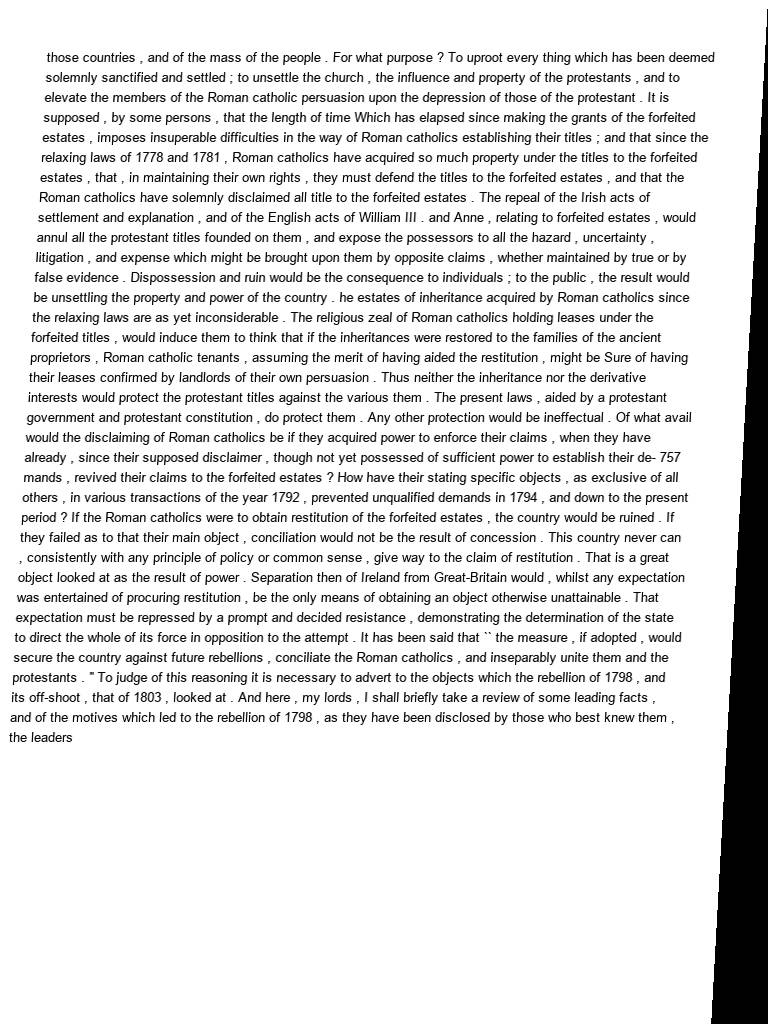 those countries , and of the mass of the people . For what purpose ? To uproot every thing which has been deemed
solemnly sanctified and settled ; to unsettle the church , the influence and property of the protestants , and to
elevate the members of the Roman catholic persuasion upon the depression of those of the protestant . It is
supposed , by some persons , that the length of time Which has elapsed since making the grants of the forfeited
estates , imposes insuperable difficulties in the way of Roman catholics establishing their titles ; and that since the
relaxing laws of 1778 and 1781 , Roman catholics have acquired so much property under the titles to the forfeited
estates , that , in maintaining their own rights , they must defend the titles to the forfeited estates , and that the
Roman catholics have solemnly disclaimed all title to the forfeited estates . The repeal of the Irish acts of
settlement and explanation , and of the English acts of William III . and Anne , relating to forfeited estates , would
annul all the protestant titles founded on them , and expose the possessors to all the hazard , uncertainty ,
litigation , and expense which might be brought upon them by opposite claims , whether maintained by true or by
false evidence . Dispossession and ruin would be the consequence to individuals ; to the public , the result would
be unsettling the property and power of the country . he estates of inheritance acquired by Roman catholics since
the relaxing laws are as yet inconsiderable . The religious zeal of Roman catholics holding leases under the
forfeited titles , would induce them to think that if the inheritances were restored to the families of the ancient
proprietors , Roman catholic tenants , assuming the merit of having aided the restitution , might be Sure of having
their leases confirmed by landlords of their own persuasion . Thus neither the inheritance nor the derivative
interests would protect the protestant titles against the various them . The present laws , aided by a protestant
government and protestant constitution , do protect them . Any other protection would be ineffectual . Of what avail
would the disclaiming of Roman catholics be if they acquired power to enforce their claims , when they have
already , since their supposed disclaimer , though not yet possessed of sufficient power to establish their de- 757
mands , revived their claims to the forfeited estates ? How have their stating specific objects , as exclusive of all
others , in various transactions of the year 1792 , prevented unqualified demands in 1794 , and down to the present
period ? If the Roman catholics were to obtain restitution of the forfeited estates , the country would be ruined . If
they failed as to that their main object , conciliation would not be the result of concession . This country never can
, consistently with any principle of policy or common sense , give way to the claim of restitution . That is a great
object looked at as the result of power . Separation then of Ireland from Great-Britain would , whilst any expectation
was entertained of procuring restitution , be the only means of obtaining an object otherwise unattainable . That
expectation must be repressed by a prompt and decided resistance , demonstrating the determination of the state
to direct the whole of its force in opposition to the attempt . It has been said that `` the measure , if adopted , would
secure the country against future rebellions , conciliate the Roman catholics , and inseparably unite them and the
protestants . " To judge of this reasoning it is necessary to advert to the objects which the rebellion of 1798 , and
its off-shoot , that of 1803 , looked at . And here , my lords , I shall briefly take a review of some leading facts ,
and of the motives which led to the rebellion of 1798 , as they have been disclosed by those who best knew them ,
the leaders